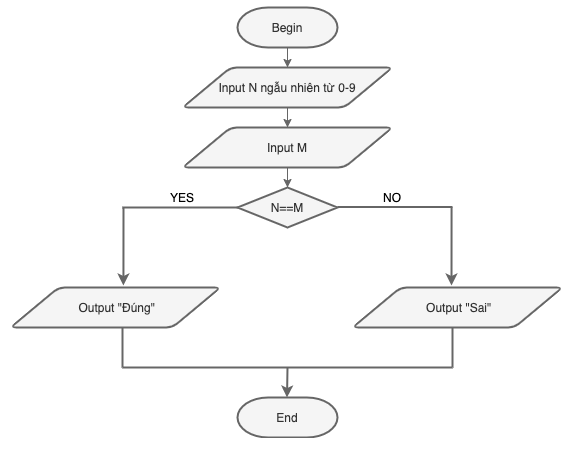 Begin
Input N ngẫu nhiên từ 0-9
Input M
N==M
YES
NO
Output "Đúng"
Output "Sai"
End